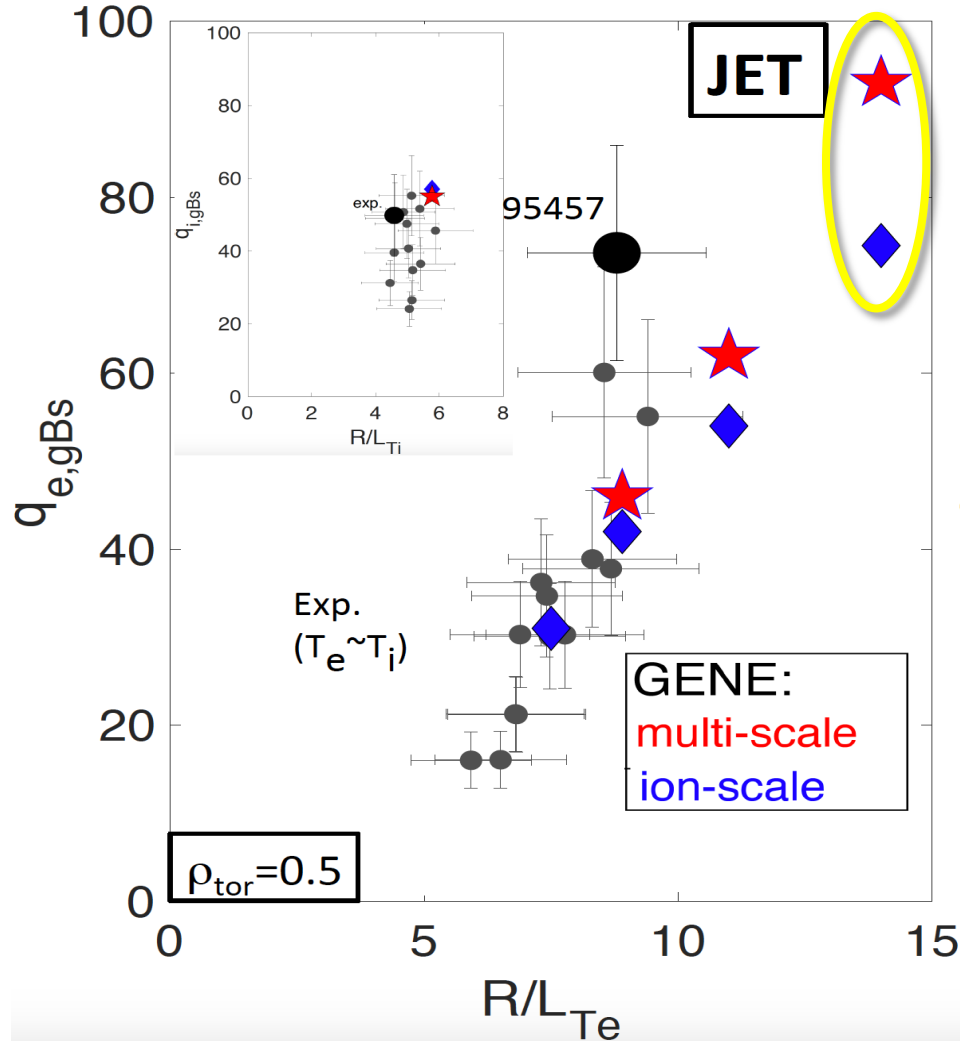 JET
100
80
60
40
20
0
q_e,gBs
0
5
10
15
R/L_Te
100
80
60
40
20
0
q_i,gBs
0
2
4
6
8
R/L_Ti
exp.
95457
Exp.
(T_e~T_i)
GENE:
multi-scale
ion-scale
ρ_tor=0.5